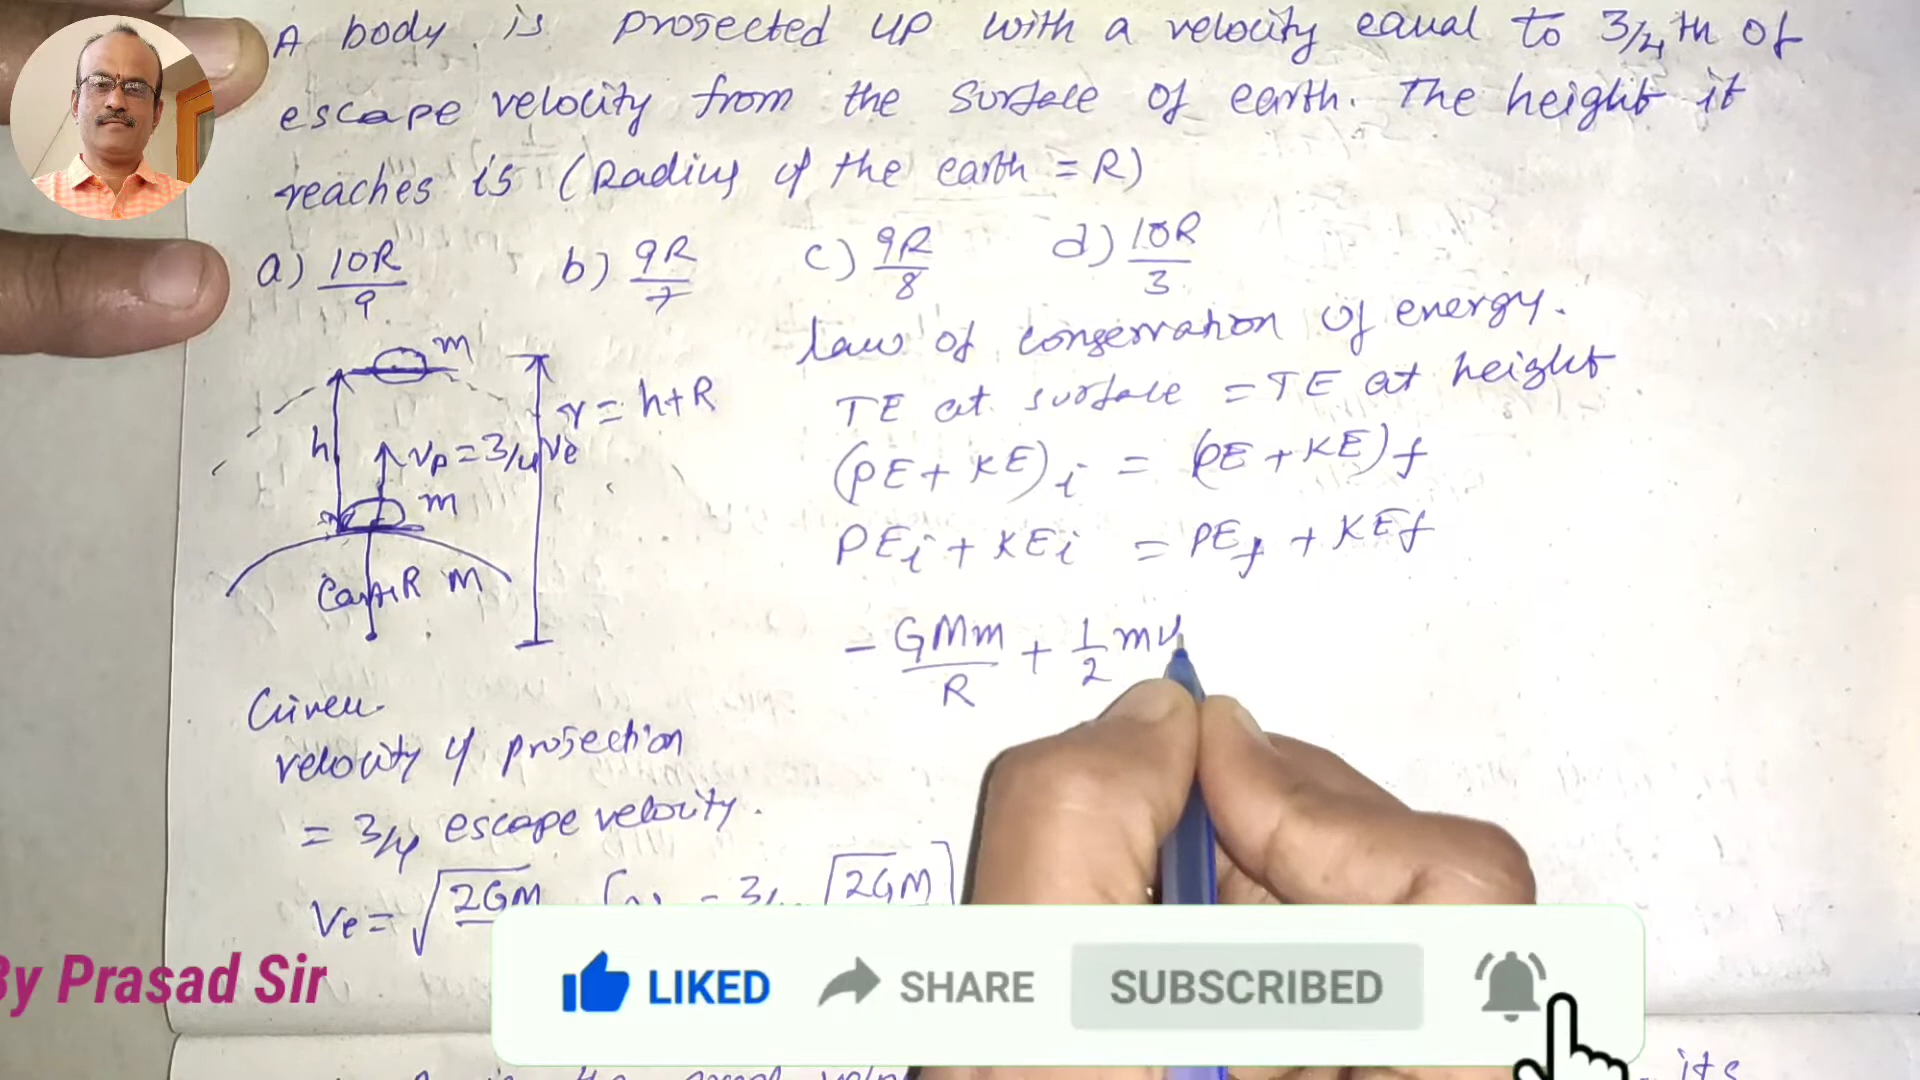 A body is projected up with a velocity equal to 3/4 th of
escape velocity from the surface of earth. The height it
reaches is (Radius of the earth = R)
a) 10R/9 b) 9R/7 c) 9R/8 d) 10R/3
m
r = h+R
h
vp = 3/4 ve
m
Earth R M
Given
velocity of projection
= 3/4 escape velocity.
Ve = √2GM = 3/ √2GM
law of conservation of energy.
TE at surface = TE at height
(PE + KE)i = (PE + KE)f
PEi + KEi = PEf + KEf
- GMm/R + 1/2 mv
By Prasad Sir
LIKED SHARE SUBSCRIBED
its